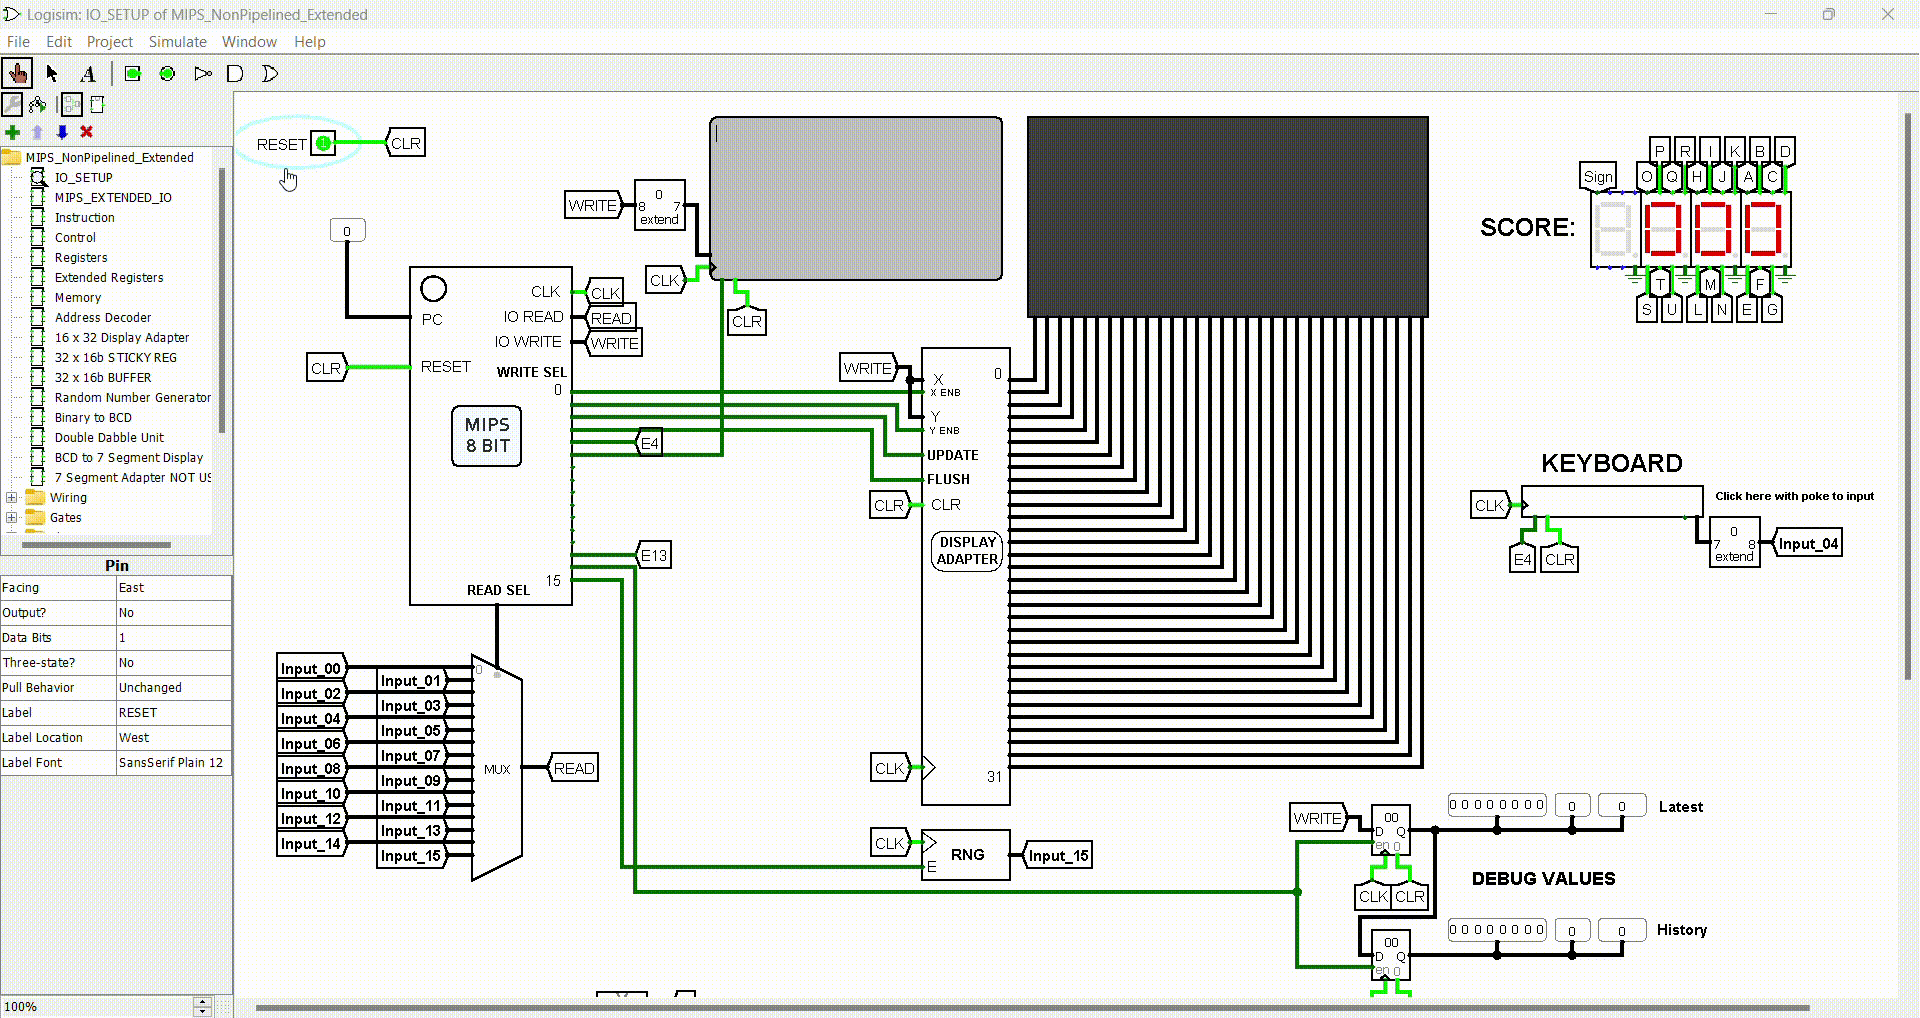 Logisim: IO_SETUP of MIPS_NonPipelined_Extended
File Edit Project Simulate Window Help
A
MIPS_NonPipelined_Extended
IO_SETUP
MIPS_EXTENDED_IO
Instruction
Control
Registers
Extended Registers
Memory
Address Decoder
16 x 32 Display Adapter
32 x 16b STICKY REG
32 x 16b BUFFER
Random Number Generator
Binary to BCD
Double Dabble Unit
BCD to 7 Segment Display
7 Segment Adapter NOT US
Wiring
Gates
Pin
Facing East
Output? No
Data Bits 1
Three-state? No
Pull Behavior Unchanged
Label RESET
Label Location West
Label Font SansSerif Plain 12
100%
RESET CLR
0
WRITE 8 0 7 extend
CLK
CLR
CLK CLK
PC IO READ READ
IO WRITE WRITE
CLR RESET
WRITE SEL
0
MIPS
8 BIT
E4
E13
15
READ SEL
WRITE X 0
X ENB
Y
Y ENB
UPDATE
FLUSH
CLR CLR
DISPLAY
ADAPTER
CLK 31
Input_00
Input_01
Input_02
Input_03
Input_04
Input_05
Input_06
Input_07
Input_08
Input_09
Input_10
Input_11
Input_12
Input_13
Input_14
Input_15
0
MUX READ
CLK RNG Input_15
E
P R I K B D
Sign O Q H J A C
SCORE: 000
T M F
S U L N E G
KEYBOARD
CLK Click here with poke to input
E4 CLR 7 0 8 extend Input_04
WRITE 00 00000000 0 0 Latest
D Q
en 0
CLK CLR
DEBUG VALUES
00 00000000 0 0 History
D Q
en 0